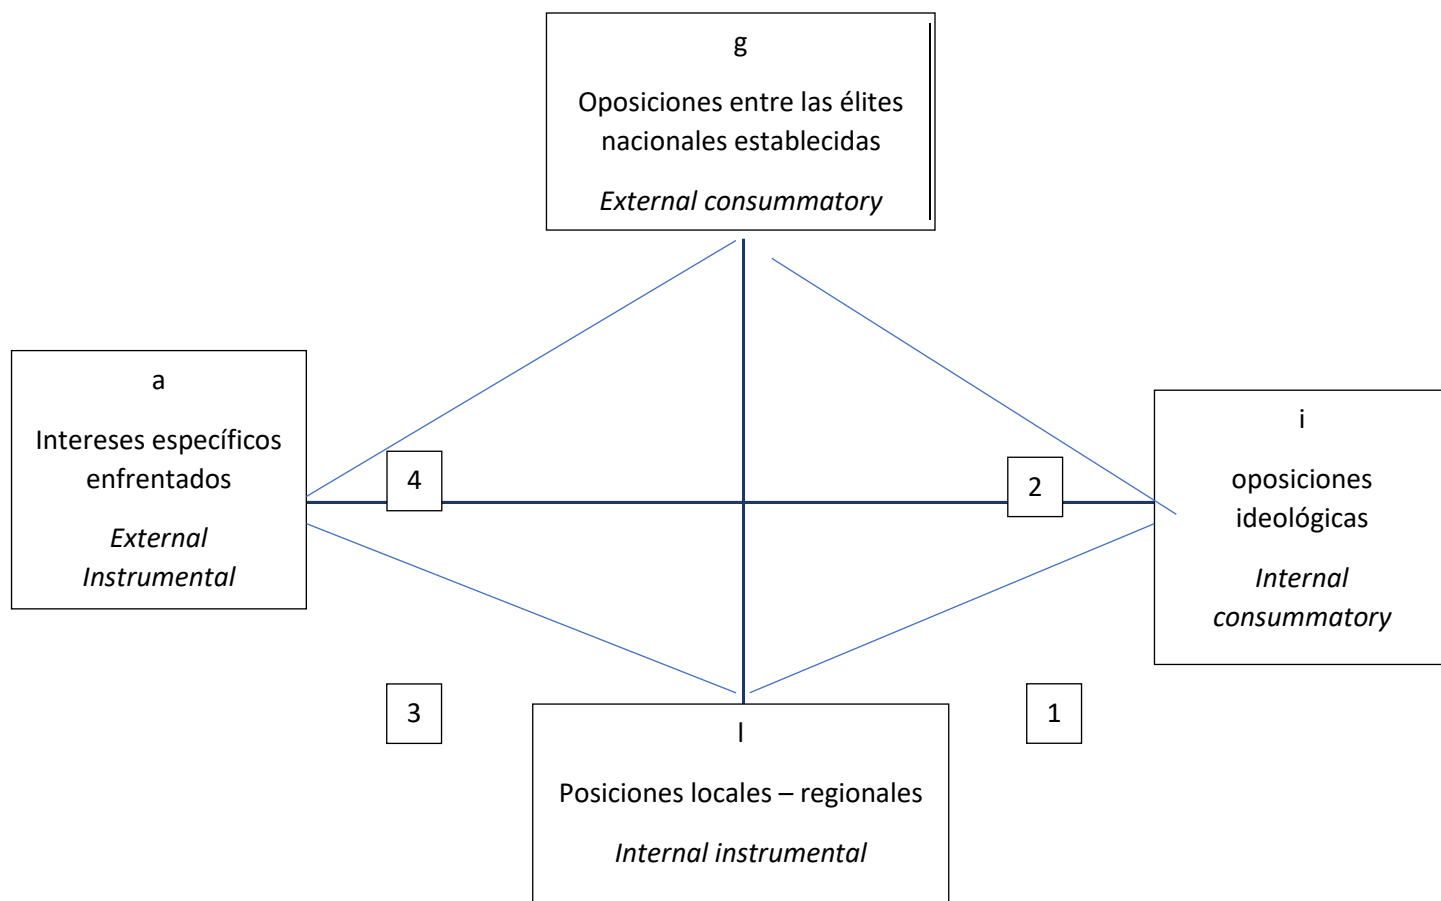 g
Oposiciones entre las élites
nacionales establecidas
External consummatory
a
Intereses específicos
enfrentados
External
Instrumental
4
2
i
oposiciones
ideológicas
Internal
consummatory
3
1
l
Posiciones locales – regionales
Internal instrumental